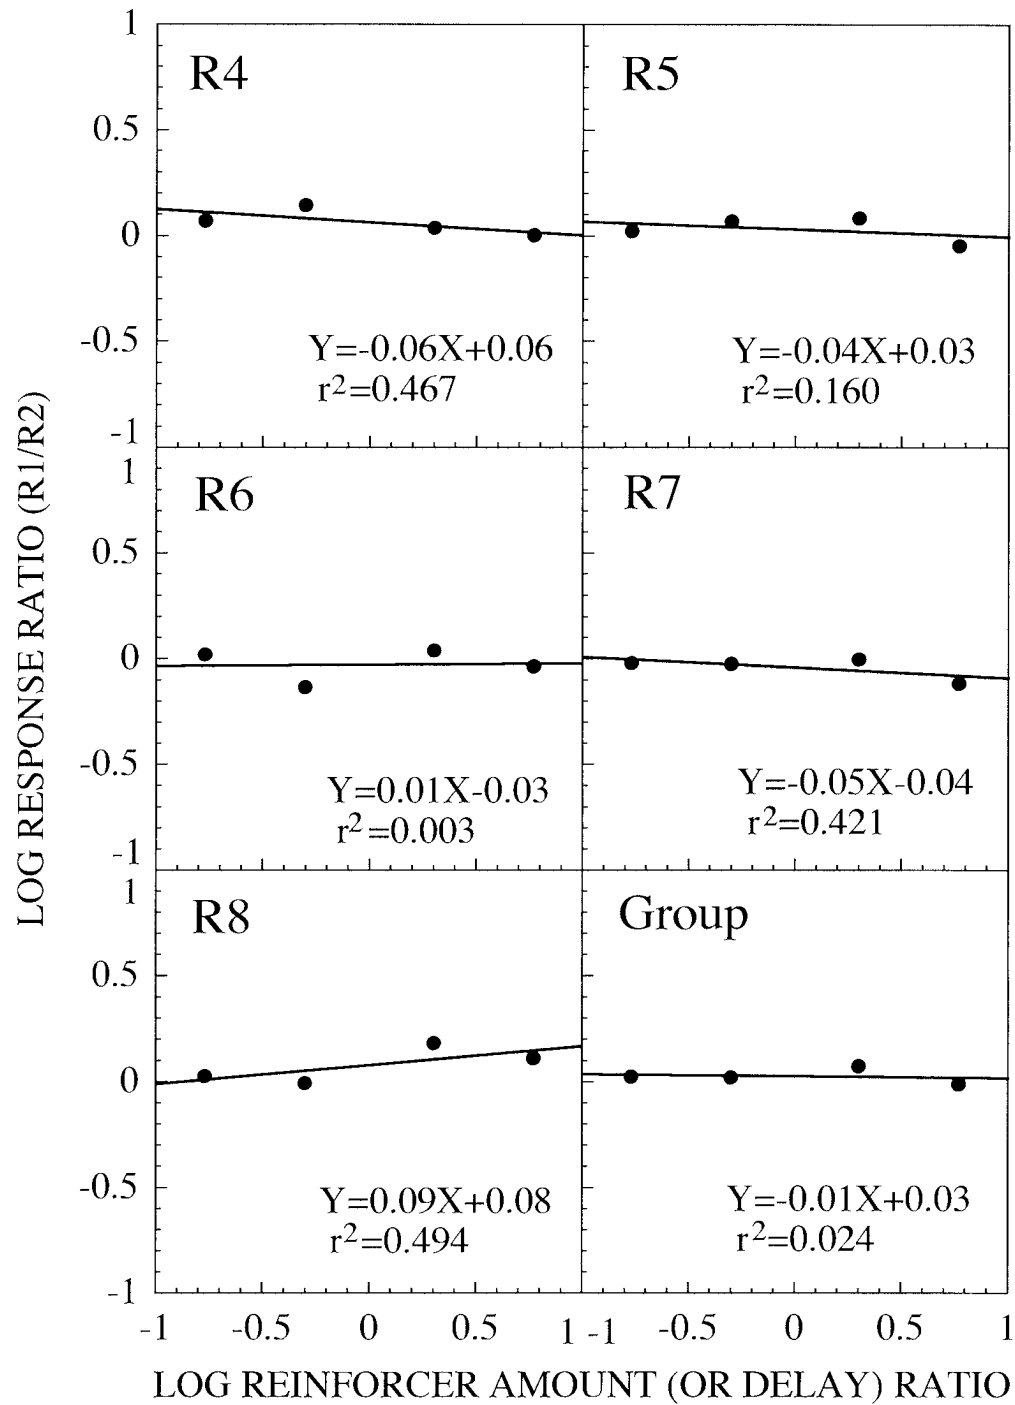 LOG RESPONSE RATIO (R1/R2)
1
0.5
0
-0.5
-1
R4
Y=-0.06X+0.06
r2=0.467
R5
Y=-0.04X+0.03
r2=0.160
1
0.5
0
-0.5
-1
R6
Y=0.01X-0.03
r2=0.003
R7
Y=-0.05X-0.04
r2=0.421
1
0.5
0
-0.5
-1
R8
Y=0.09X+0.08
r2=0.494
Group
Y=-0.01X+0.03
r2=0.024
-1 -0.5 0 0.5 1 -1 -0.5 0 0.5 1
LOG REINFORCER AMOUNT (OR DELAY) RATIO